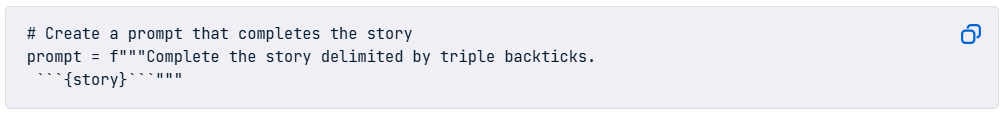 # Create a prompt that completes the story
prompt = f"""Complete the story delimited by triple backticks.
 ```{story}```"""